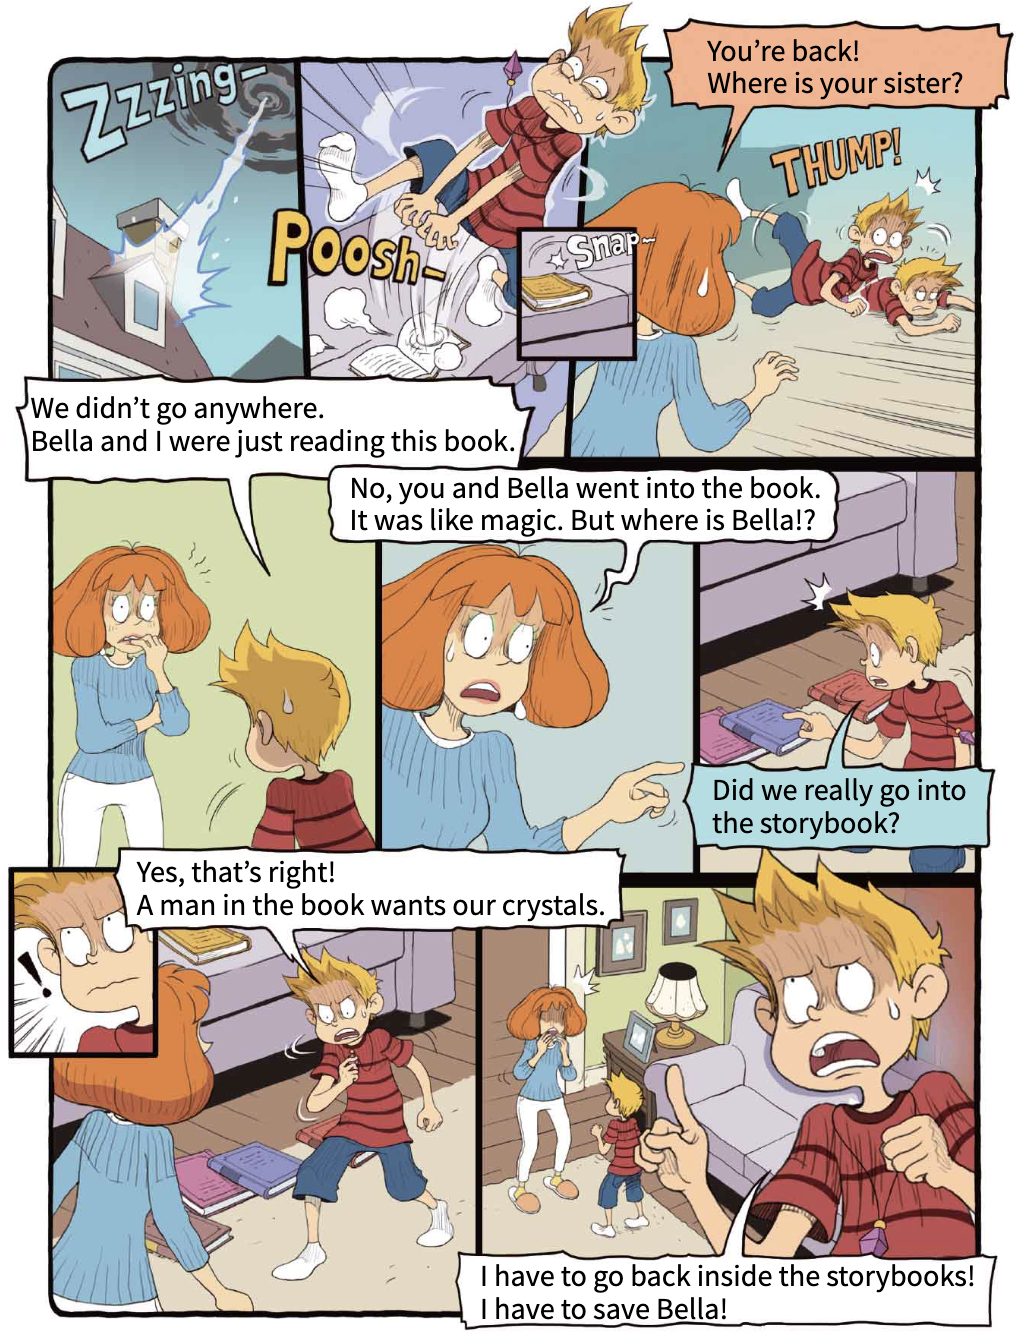 Zzzing~
Poosh~
Snap~
You're back!
Where is your sister?
THUMP!
We didn't go anywhere.
Bella and I were just reading this book.
No, you and Bella went into the book.
It was like magic. But where is Bella!?
Did we really go into
the storybook?
!
Yes, that's right!
A man in the book wants our crystals.
I have to go back inside the storybooks!
I have to save Bella!